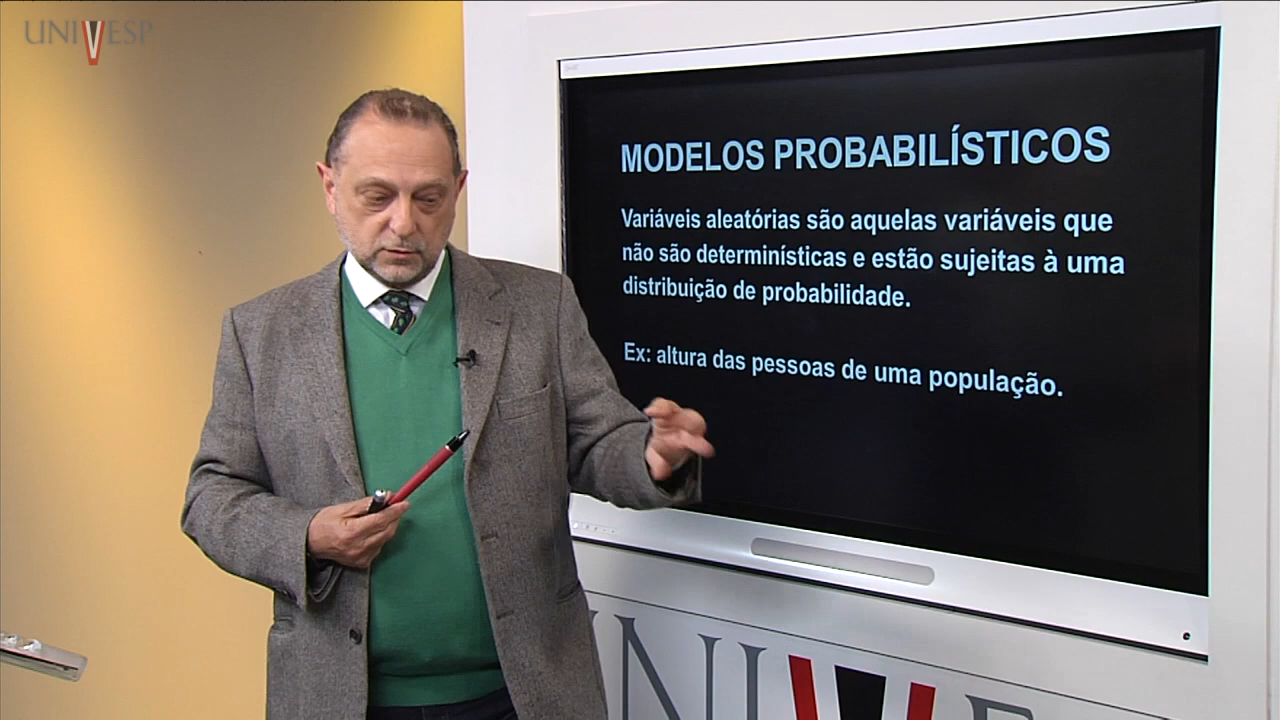 UNIVESP
MODELOS PROBABILÍSTICOS
Variáveis aleatórias são aquelas variáveis que
não são determinísticas e estão sujeitas à uma
distribuição de probabilidade.
Ex: altura das pessoas de uma população.
UNIVE